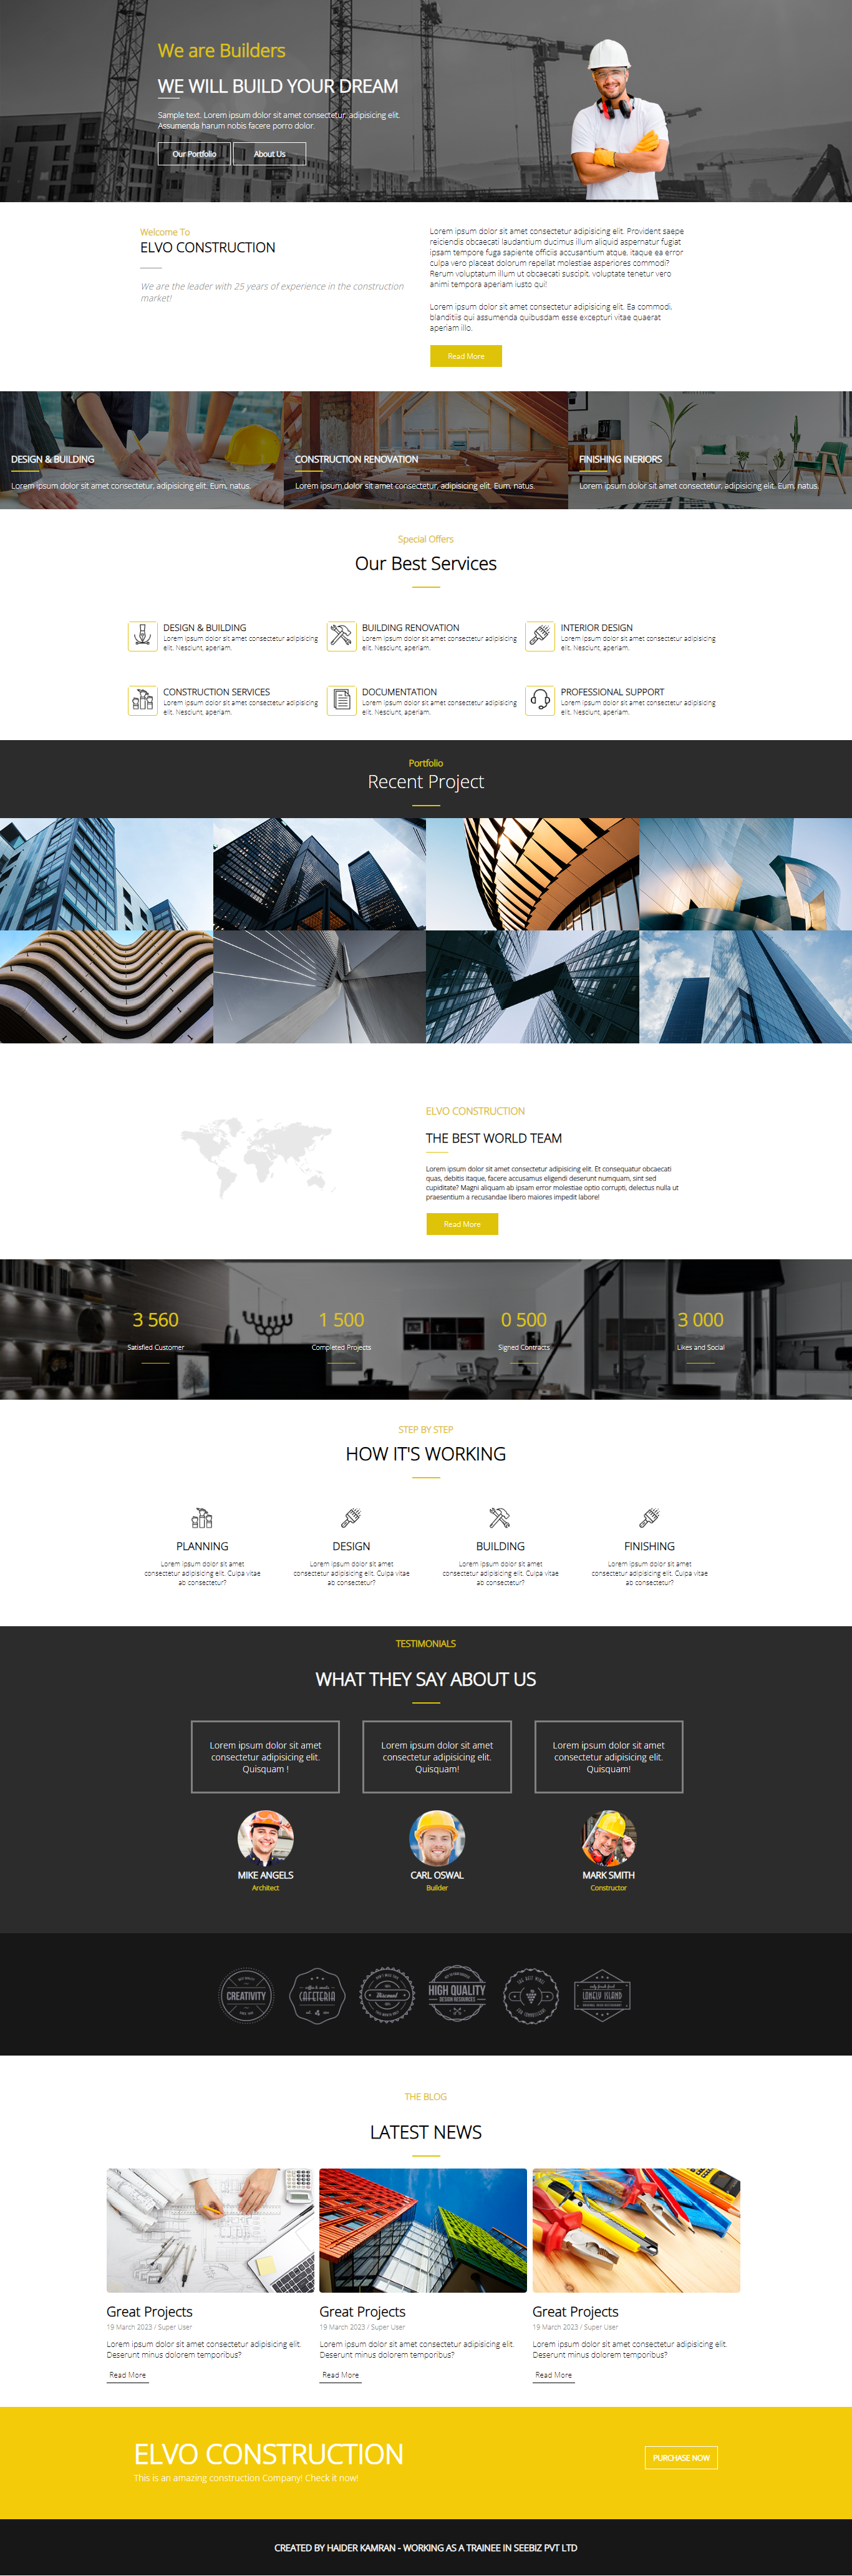 We are Builders
WE WILL BUILD YOUR DREAM
Sample text. Lorem ipsum dolor sit amet consectetur, adipisicing elit.
Assumenda harum nobis facere porro dolor.
Our Portfolio
About Us
Welcome To
ELVO CONSTRUCTION
We are the leader with 25 years of experience in the construction
market!
Lorem ipsum dolor sit amet consectetur adipisicing elit. Provident saepe
reiciendis obcaecati laudantium ducimus illum aliquid aspernatur fugiat
ipsam tempore fuga sapiente officiis accusantium atque, itaque ea error
culpa vero placeat dolorum repellat molestiae asperiores commodi?
Rerum voluptatum illum ut obcaecati suscipit, voluptate tenetur vero
animi tempora aperiam iusto qui!
Lorem ipsum dolor sit amet consectetur adipisicing elit. Ea commodi,
blanditiis qui assumenda quibusdam esse excepturi vitae quaerat
aperiam illo.
Read More
DESIGN & BUILDING
Lorem ipsum dolor sit amet consectetur, adipisicing elit. Eum, natus.
CONSTRUCTION RENOVATION
Lorem ipsum dolor sit amet consectetur, adipisicing elit. Eum, natus.
FINISHING INERIORS
Lorem ipsum dolor sit amet consectetur, adipisicing elit. Eum, natus.
Special Offers
Our Best Services
DESIGN & BUILDING
Lorem ipsum dolor sit amet consectetur adipisicing
elit. Nesciunt, aperiam.
BUILDING RENOVATION
Lorem ipsum dolor sit amet consectetur adipisicing
elit. Nesciunt, aperiam.
INTERIOR DESIGN
Lorem ipsum dolor sit amet consectetur adipisicing
elit. Nesciunt, aperiam.
CONSTRUCTION SERVICES
Lorem ipsum dolor sit amet consectetur adipisicing
elit. Nesciunt, aperiam.
DOCUMENTATION
Lorem ipsum dolor sit amet consectetur adipisicing
elit. Nesciunt, aperiam.
PROFESSIONAL SUPPORT
Lorem ipsum dolor sit amet consectetur adipisicing
elit. Nesciunt, aperiam.
Portfolio
Recent Project
ELVO CONSTRUCTION
THE BEST WORLD TEAM
Lorem ipsum dolor sit amet consectetur adipisicing elit. Et consequatur obcaecati
quas, debitis itaque, facere accusamus eligendi deserunt numquam, sint sed
cupiditate? Magni aliquam ab ipsam error molestiae optio corrupti, delectus nulla ut
praesentium a recusandae libero maiores impedit labore!
Read More
3 560
Satisfied Customer
1 500
Completed Projects
0 500
Signed Contracts
3 000
Likes and Social
STEP BY STEP
HOW IT'S WORKING
PLANNING
Lorem ipsum dolor sit amet
consectetur adipisicing elit. Culpa vitae
ab consectetur?
DESIGN
Lorem ipsum dolor sit amet
consectetur adipisicing elit. Culpa vitae
ab consectetur?
BUILDING
Lorem ipsum dolor sit amet
consectetur adipisicing elit. Culpa vitae
ab consectetur?
FINISHING
Lorem ipsum dolor sit amet
consectetur adipisicing elit. Culpa vitae
ab consectetur?
TESTIMONIALS
WHAT THEY SAY ABOUT US
Lorem ipsum dolor sit amet
consectetur adipisicing elit.
Quisquam !
Lorem ipsum dolor sit amet
consectetur adipisicing elit.
Quisquam!
Lorem ipsum dolor sit amet
consectetur adipisicing elit.
Quisquam!
MIKE ANGELS
Architect
CARL OSWAL
Builder
MARK SMITH
Constructor
CREATIVITY
CAFETERIA
HIGH QUALITY
DESIGN RESOURCES
THE BEST WINES
LONELY ISLAND
THE BLOG
LATEST NEWS
Great Projects
19 March 2023 / Super User
Lorem ipsum dolor sit amet consectetur adipisicing elit.
Deserunt minus dolorem temporibus?
Read More
Great Projects
19 March 2023 / Super User
Lorem ipsum dolor sit amet consectetur adipisicing elit.
Deserunt minus dolorem temporibus?
Read More
Great Projects
19 March 2023 / Super User
Lorem ipsum dolor sit amet consectetur adipisicing elit.
Deserunt minus dolorem temporibus?
Read More
ELVO CONSTRUCTION
This is an amazing construction Company! Check it now!
PURCHASE NOW
CREATED BY HAIDER KAMRAN - WORKING AS A TRAINEE IN SEEBIZ PVT LTD